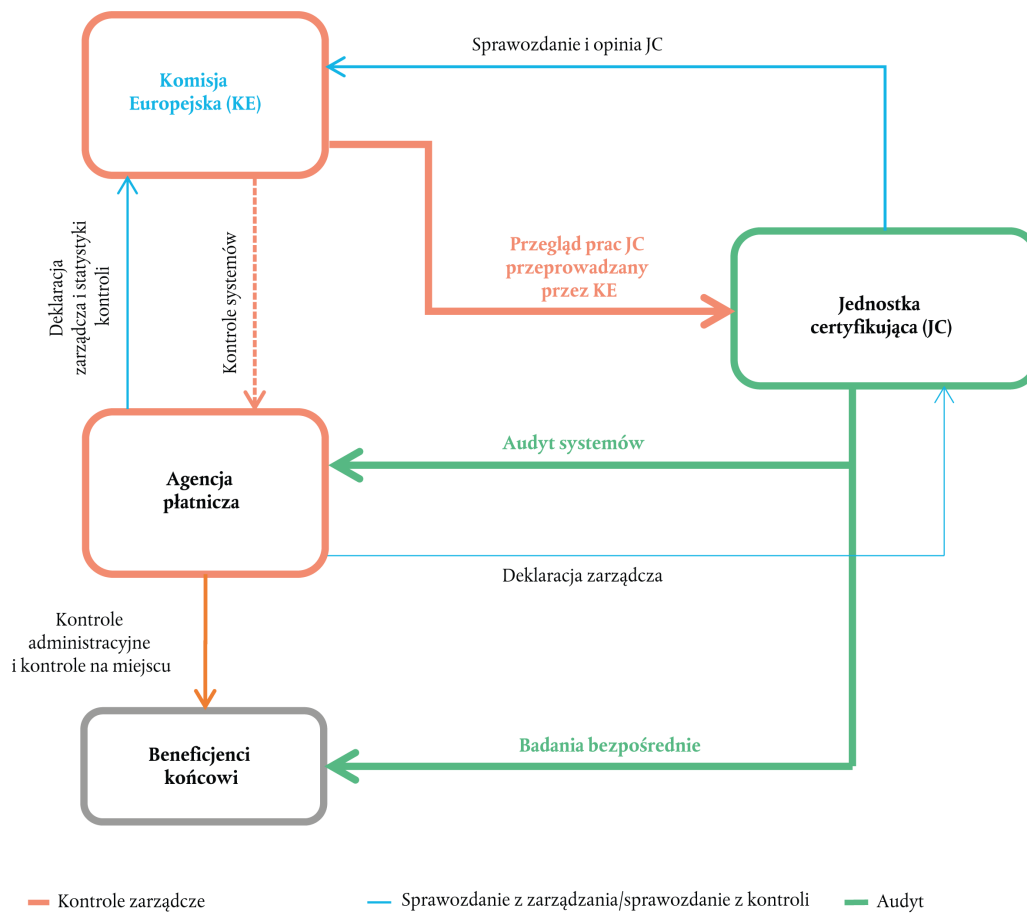 Sprawozdanie i opinia JC
Komisja
Europejska (KE)
Deklaracja
zarządcza i statystyki
kontroli
Kontrole systemów
Przegląd prac JC
przeprowadzany
przez KE
Jednostka
certyfikująca (JC)
Audyt systemów
Agencja
płatnicza
Deklaracja zarządcza
Kontrole
administracyjne
i kontrole na miejscu
Beneficjenci
końcowi
Badania bezpośrednie
Kontrole zarządcze
Sprawozdanie z zarządzania/sprawozdanie z kontroli
Audyt